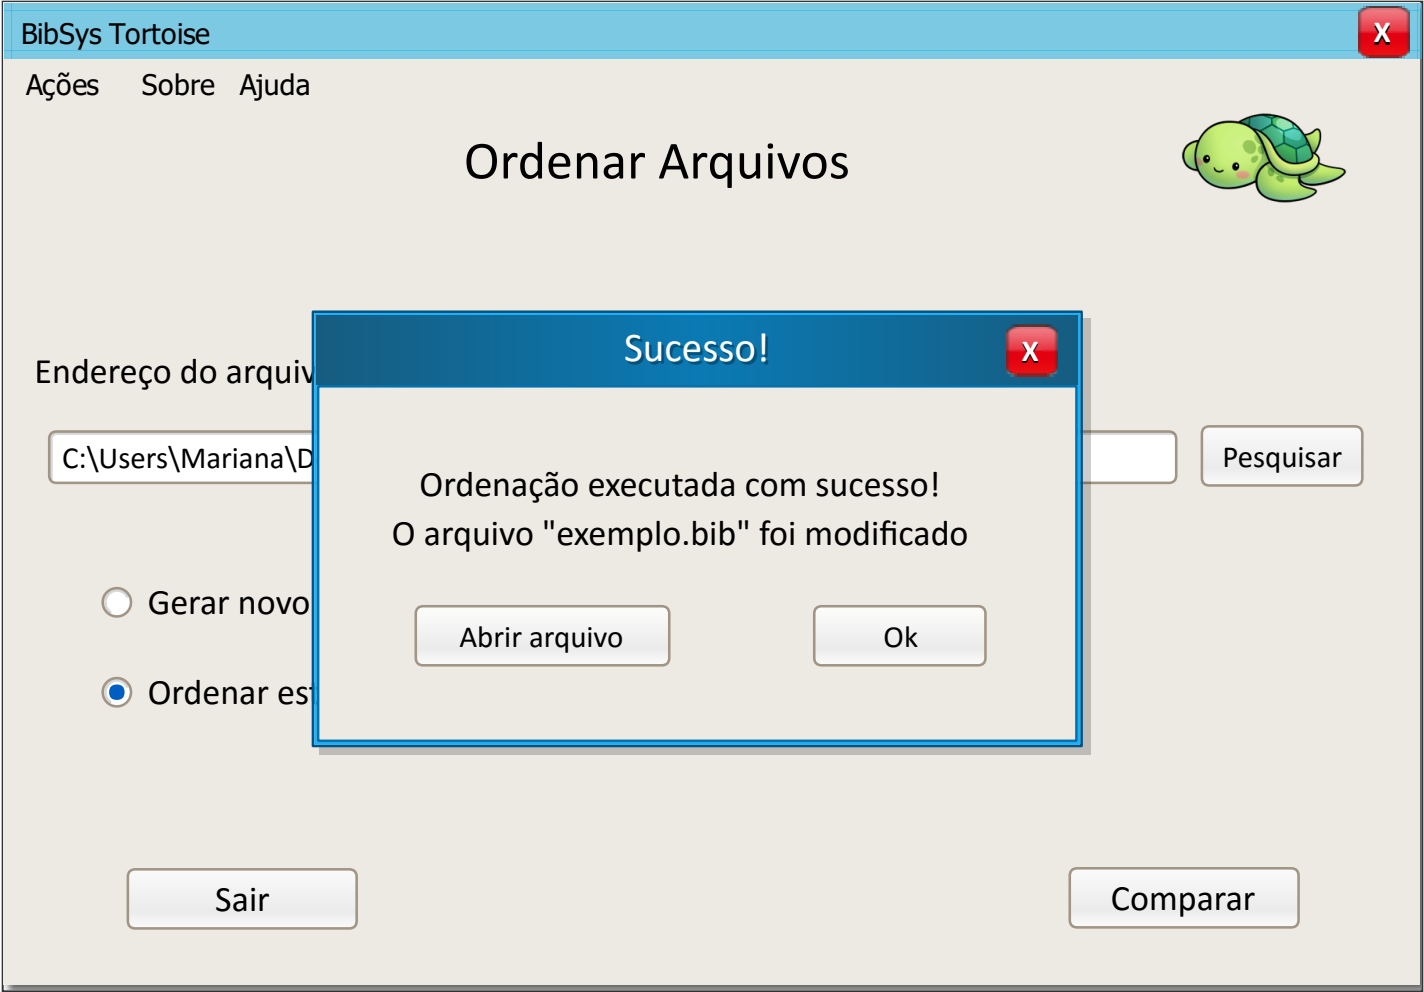 BibSys Tortoise
X
Ações Sobre Ajuda
Ordenar Arquivos
Sucesso!
X
Endereço do arquiv
C:\Users\Mariana\D
Pesquisar
Ordenação executada com sucesso!
O arquivo "exemplo.bib" foi modificado
Gerar novo
Abrir arquivo
Ok
Ordenar est
Sair
Comparar